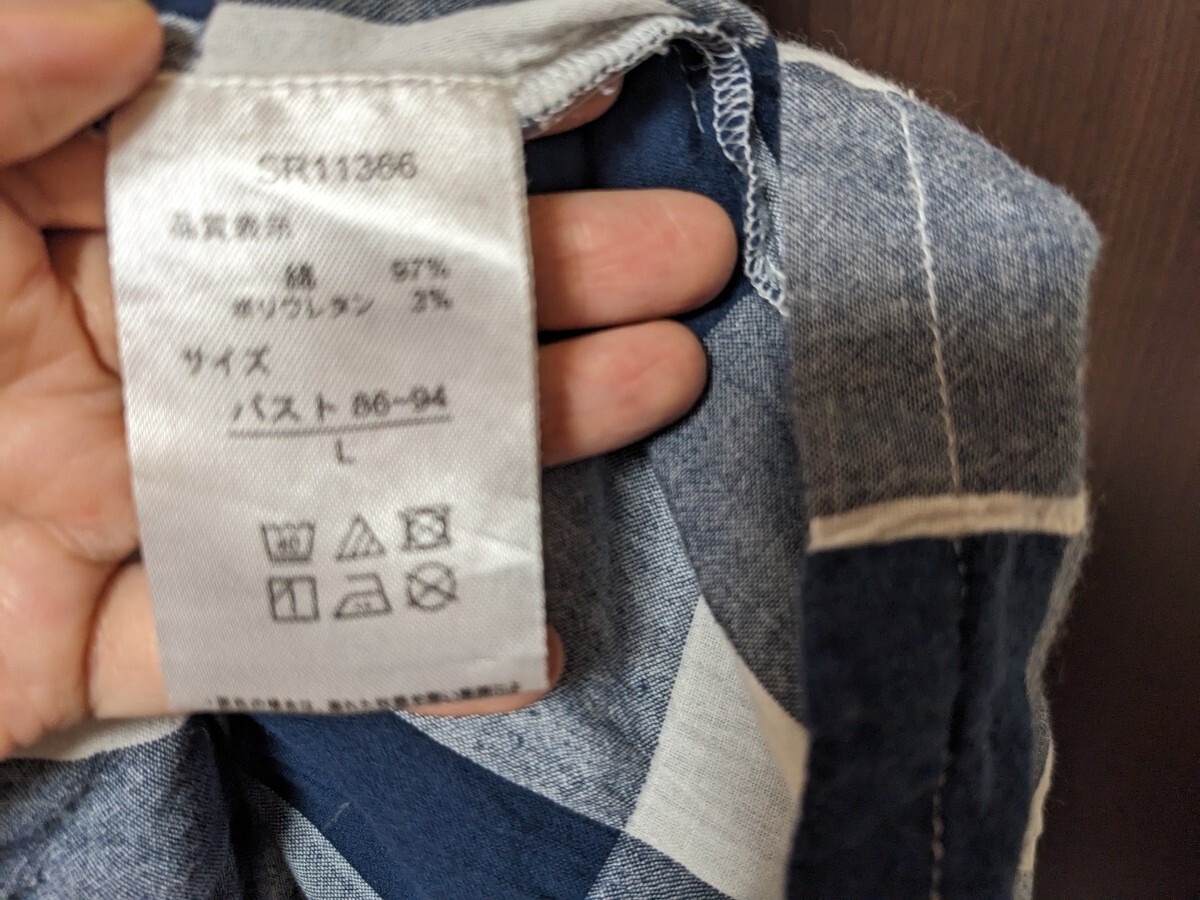 SR11366
品質表示
綿 97%
ポリウレタン 3%
サイズ
バスト 86~94
L
40